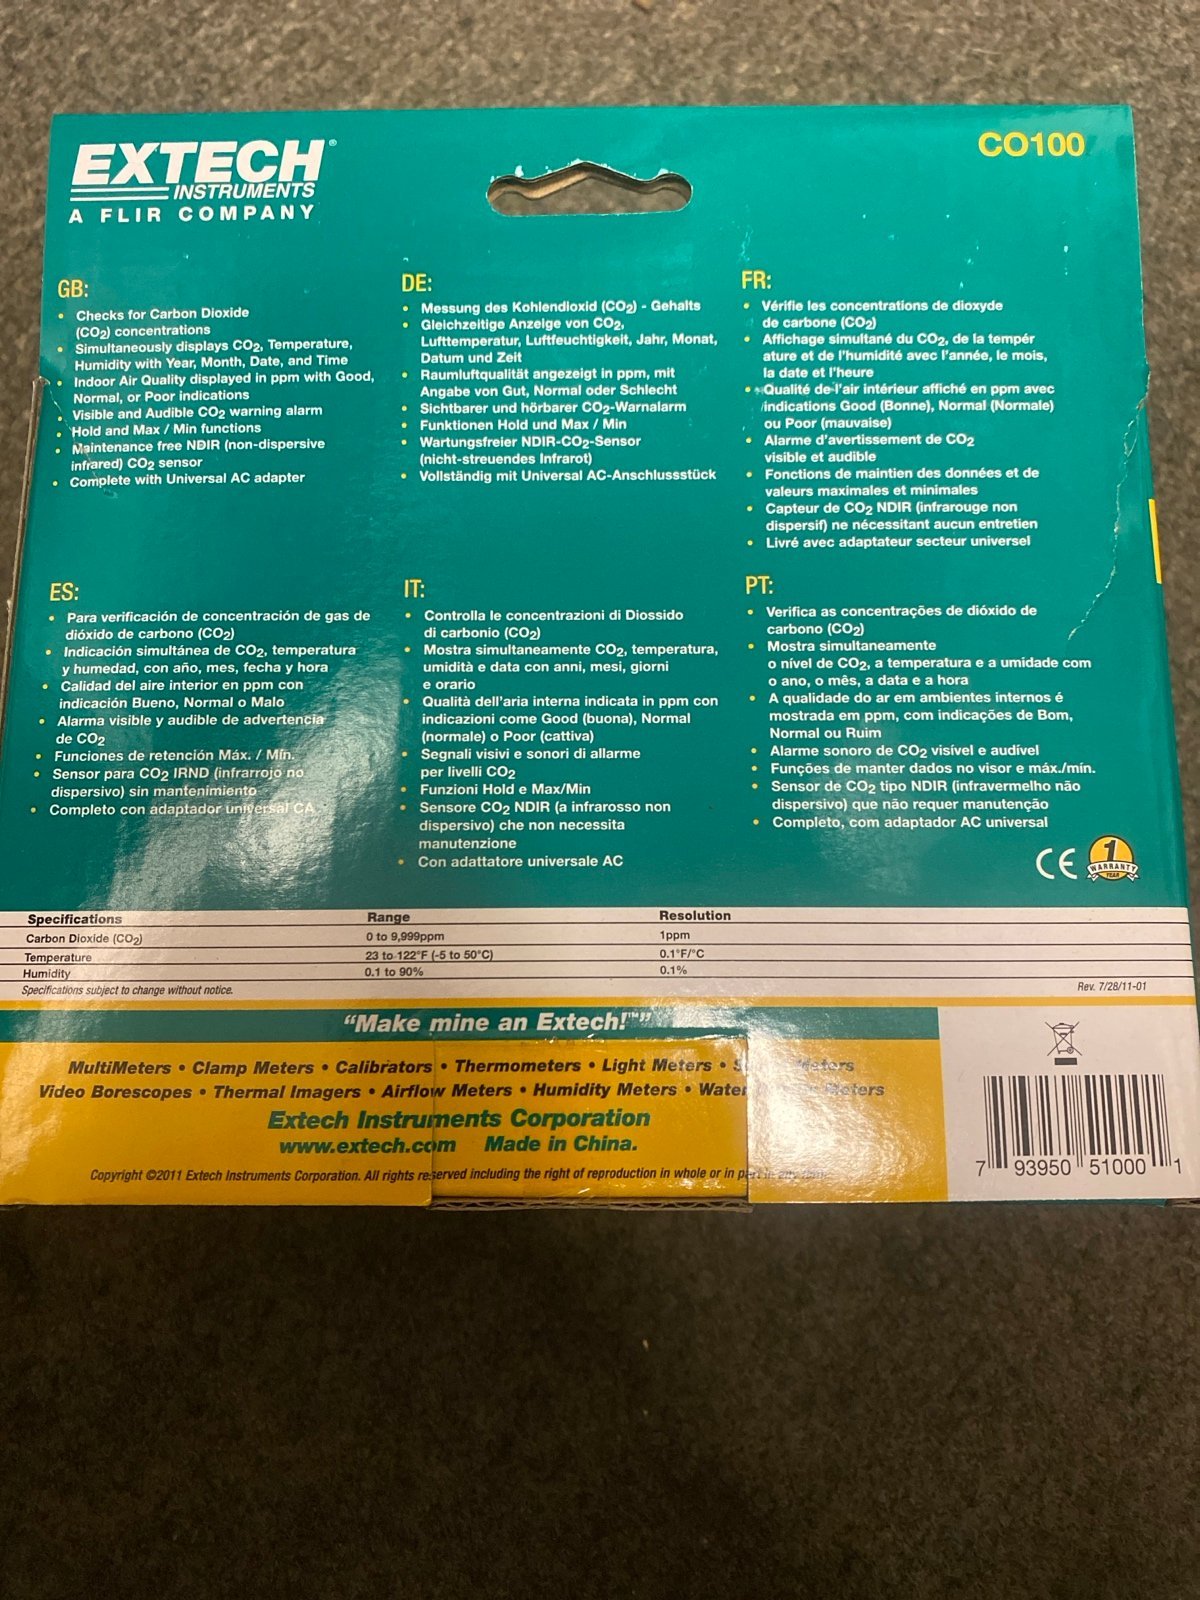 EXTECH®
INSTRUMENTS
A FLIR COMPANY
CO100
GB:
• Checks for Carbon Dioxide
(CO2) concentrations
• Simultaneously displays CO2, Temperature,
Humidity with Year, Month, Date, and Time
• Indoor Air Quality displayed in ppm with Good,
Normal, or Poor indications
• Visible and Audible CO2 warning alarm
• Hold and Max / Min functions
• Maintenance free NDIR (non-dispersive
infrared) CO2 sensor
• Complete with Universal AC adapter
DE:
• Messung des Kohlendioxid (CO2) - Gehalts
• Gleichzeitige Anzeige von CO2,
Lufttemperatur, Luftfeuchtigkeit, Jahr, Monat,
Datum und Zeit
• Raumluftqualität angezeigt in ppm, mit
Angabe von Gut, Normal oder Schlecht
• Sichtbarer und hörbarer CO2-Warnalarm
• Funktionen Hold und Max / Min
• Wartungsfreier NDIR-CO2-Sensor
(nicht-streuendes Infrarot)
• Vollständig mit Universal AC-Anschlussstück
FR:
• Vérifie les concentrations de dioxyde
de carbone (CO2)
• Affichage simultané du CO2, de la tempér
ature et de l'humidité avec l'année, le mois,
la date et l'heure
• Qualité de l'air intérieur affiché en ppm avec
indications Good (Bonne), Normal (Normale)
ou Poor (mauvaise)
• Alarme d'avertissement de CO2
visible et audible
• Fonctions de maintien des données et de
valeurs maximales et minimales
• Capteur de CO2 NDIR (infrarouge non
dispersif) ne nécessitant aucun entretien
• Livré avec adaptateur secteur universel
ES:
• Para verificación de concentración de gas de
dióxido de carbono (CO2)
• Indicación simultánea de CO2, temperatura
y humedad, con año, mes, fecha y hora
• Calidad del aire interior en ppm con
indicación Bueno, Normal o Malo
• Alarma visible y audible de advertencia
de CO2
• Funciones de retención Máx. / Mín.
• Sensor para CO2 IRND (infrarrojo no
dispersivo) sin mantenimiento
• Completo con adaptador universal CA
IT:
• Controlla le concentrazioni di Diossido
di carbonio (CO2)
• Mostra simultaneamente CO2, temperatura,
umidità e data con anni, mesi, giorni
e orario
• Qualità dell'aria interna indicata in ppm con
indicazioni come Good (buona), Normal
(normale) o Poor (cattiva)
• Segnali visivi e sonori di allarme
per livelli CO2
• Funzioni Hold e Max/Min
• Sensore CO2 NDIR (a infrarosso non
dispersivo) che non necessita
manutenzione
• Con adattatore universale AC
PT:
• Verifica as concentrações de dióxido de
carbono (CO2)
• Mostra simultaneamente
o nível de CO2, a temperatura e a umidade com
o ano, o mês, a data e a hora
• A qualidade do ar em ambientes internos é
mostrada em ppm, com indicações de Bom,
Normal ou Ruim
• Alarme sonoro de CO2 visível e audível
• Funções de manter dados no visor e máx./mín.
• Sensor de CO2 tipo NDIR (infravermelho não
dispersivo) que não requer manutenção
• Completo, com adaptador AC universal
CE
1
WARRANTY
YEAR
Specifications Range Resolution
Carbon Dioxide (CO2) 0 to 9,999ppm 1ppm
Temperature 23 to 122°F (-5 to 50°C) 0.1°F/°C
Humidity 0.1 to 90% 0.1%
Specifications subject to change without notice. Rev. 7/28/11-01
"Make mine an Extech!™"
MultiMeters • Clamp Meters • Calibrators • Thermometers • Light Meters • Meters
Video Borescopes • Thermal Imagers • Airflow Meters • Humidity Meters • Water Meters
Extech Instruments Corporation
www.extech.com Made in China.
Copyright ©2011 Extech Instruments Corporation. All rights reserved including the right of reproduction in whole or in part in any form
7 93950 51000 1